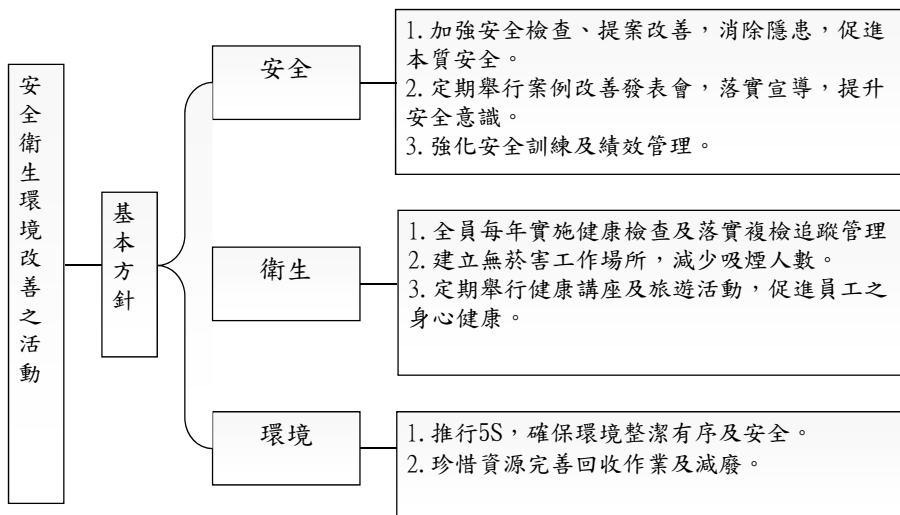 安全衛生環境改善之活動
基本方針
安全
1.加強安全檢查、提案改善，消除隱患，促進
本質安全。
2.定期舉行案例改善發表會，落實宣導，提升
安全意識。
3.強化安全訓練及績效管理。
衛生
1.全員每年實施健康檢查及落實複檢追蹤管理
2.建立無菸害工作場所，減少吸煙人數。
3.定期舉行健康講座及旅遊活動，促進員工之
身心健康。
環境
1.推行5S，確保環境整潔有序及安全。
2.珍惜資源完善回收作業及減廢。